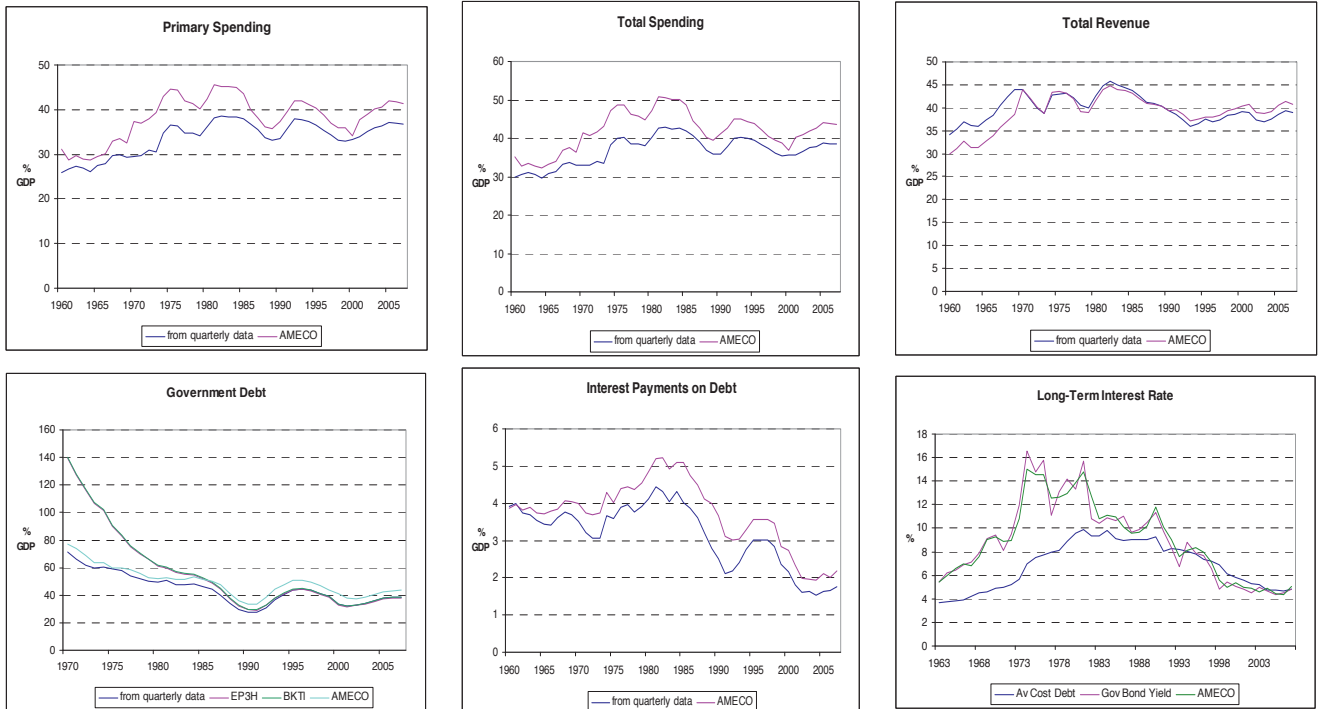 Primary Spending
50
40
30
%
GDP
20
10
0
1960 1965 1970 1975 1980 1985 1990 1995 2000 2005
from quarterly data AMECO
Total Spending
60
50
40
%
GDP
30
20
10
0
1960 1965 1970 1975 1980 1985 1990 1995 2000 2005
from quarterly data AMECO
Total Revenue
50
45
40
35
30
%
GDP
25
20
15
10
5
0
1960 1965 1970 1975 1980 1985 1990 1995 2000 2005
from quarterly data AMECO
Government Debt
160
140
120
100
%
GDP
80
60
40
20
0
1970 1975 1980 1985 1990 1995 2000 2005
from quarterly data EP3H BKTI AMECO
Interest Payments on Debt
6
5
4
%
GDP
3
2
1
0
1960 1965 1970 1975 1980 1985 1990 1995 2000 2005
from quarterly data AMECO
Long-Term Interest Rate
18
16
14
12
10
%
8
6
4
2
0
1963 1968 1973 1978 1983 1988 1993 1998 2003
Av Cost Debt Gov Bond Yield AMECO